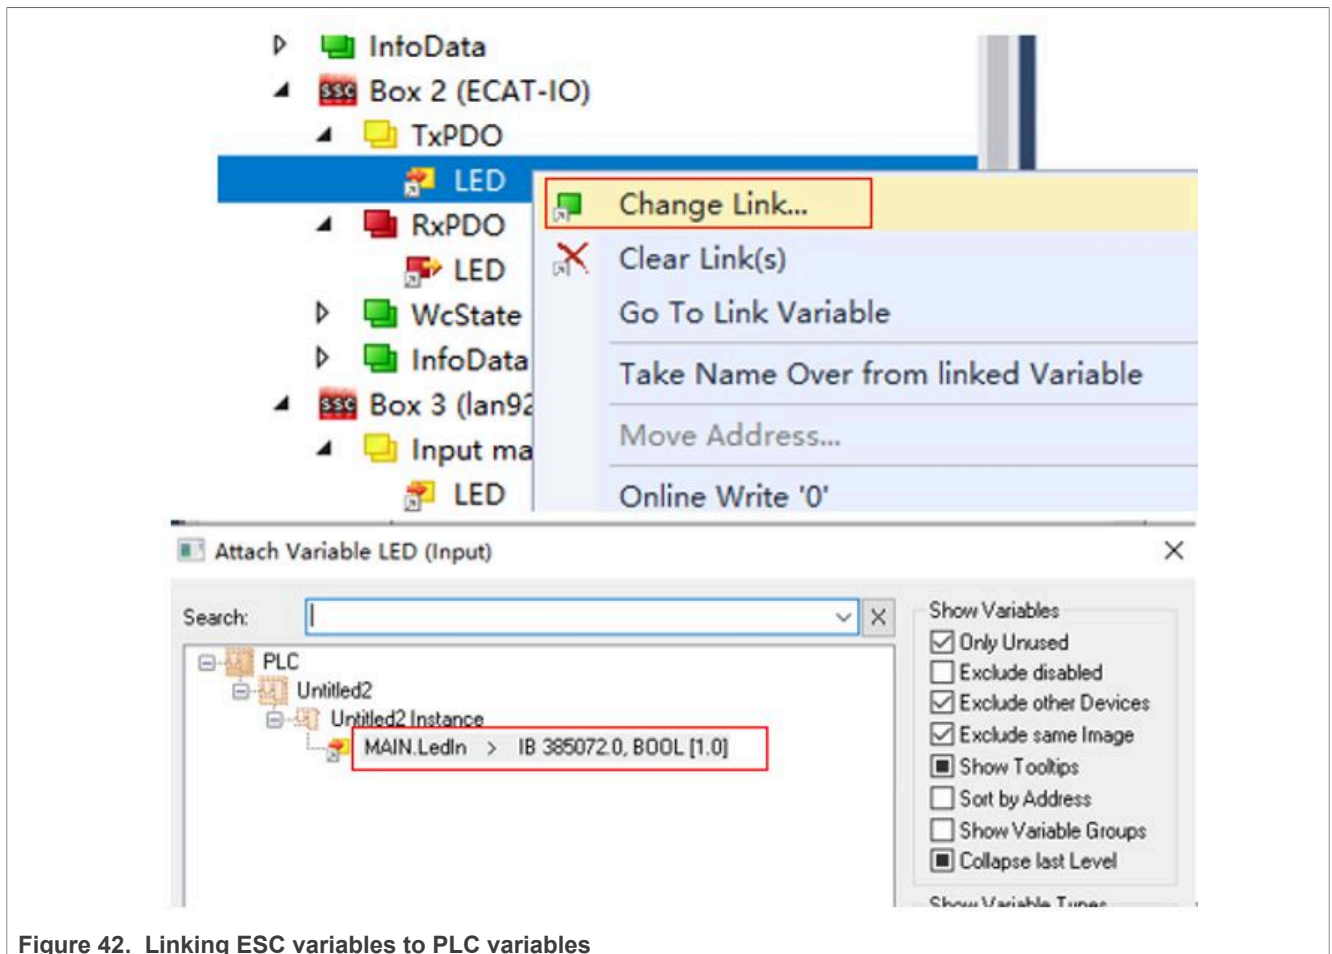 InfoData
Box 2 (ECAT-IO)
TxPDO
LED
Change Link...
RxPDO
Clear Link(s)
LED
WcState
Go To Link Variable
InfoData
Take Name Over from linked Variable
Box 3 (lan92
Move Address...
Input ma
LED
Online Write '0'
Attach Variable LED (Input)
Search:
Show Variables
Only Unused
PLC
Exclude disabled
Untitled2
Exclude other Devices
Untitled2 Instance
Exclude same Image
MAIN.LedIn > IB 385072.0, BOOL [1.0]
Show Tooltips
Sort by Address
Show Variable Groups
Collapse last Level
Show Variable Types
Figure 42. Linking ESC variables to PLC variables